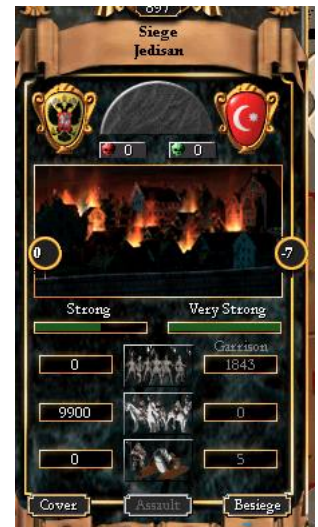 897
Siege
Jedisan
0 0
0 -7
Strong Very Strong
Garrison
0 1843
9900 0
0 5
Cover Assault Besiege